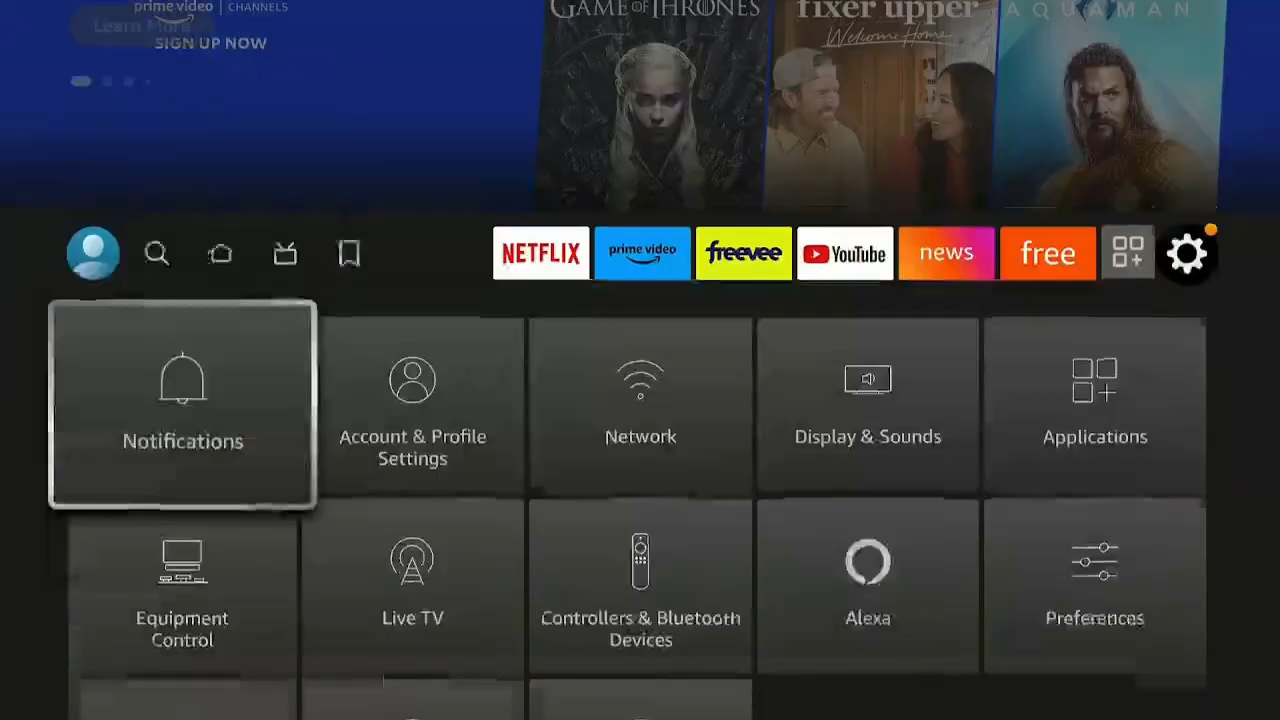 prime video | CHANNELS
Learn More
SIGN UP NOW
GAME OF THRONES
fixer upper
Welcome Home
AQUAMAN
NETFLIX
prime video
freevee
YouTube
news
free
Notifications
Account & Profile
Settings
Network
Display & Sounds
Applications
Equipment
Control
Live TV
Controllers & Bluetooth
Devices
Alexa
Preferences